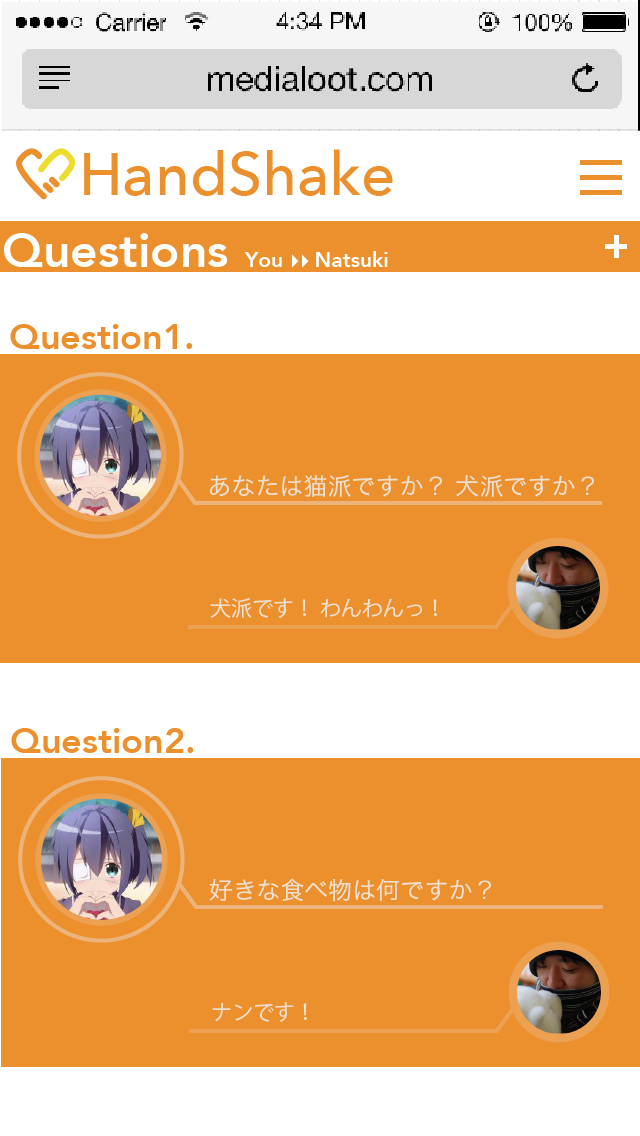 Carrier 4:34 PM 100%
medialoot.com
HandShake
Questions You Natsuki +
Question1.
あなたは猫派ですか？ 犬派ですか？
犬派です！ わんわんっ！
Question2.
好きな食べ物は何ですか？
ナンです！